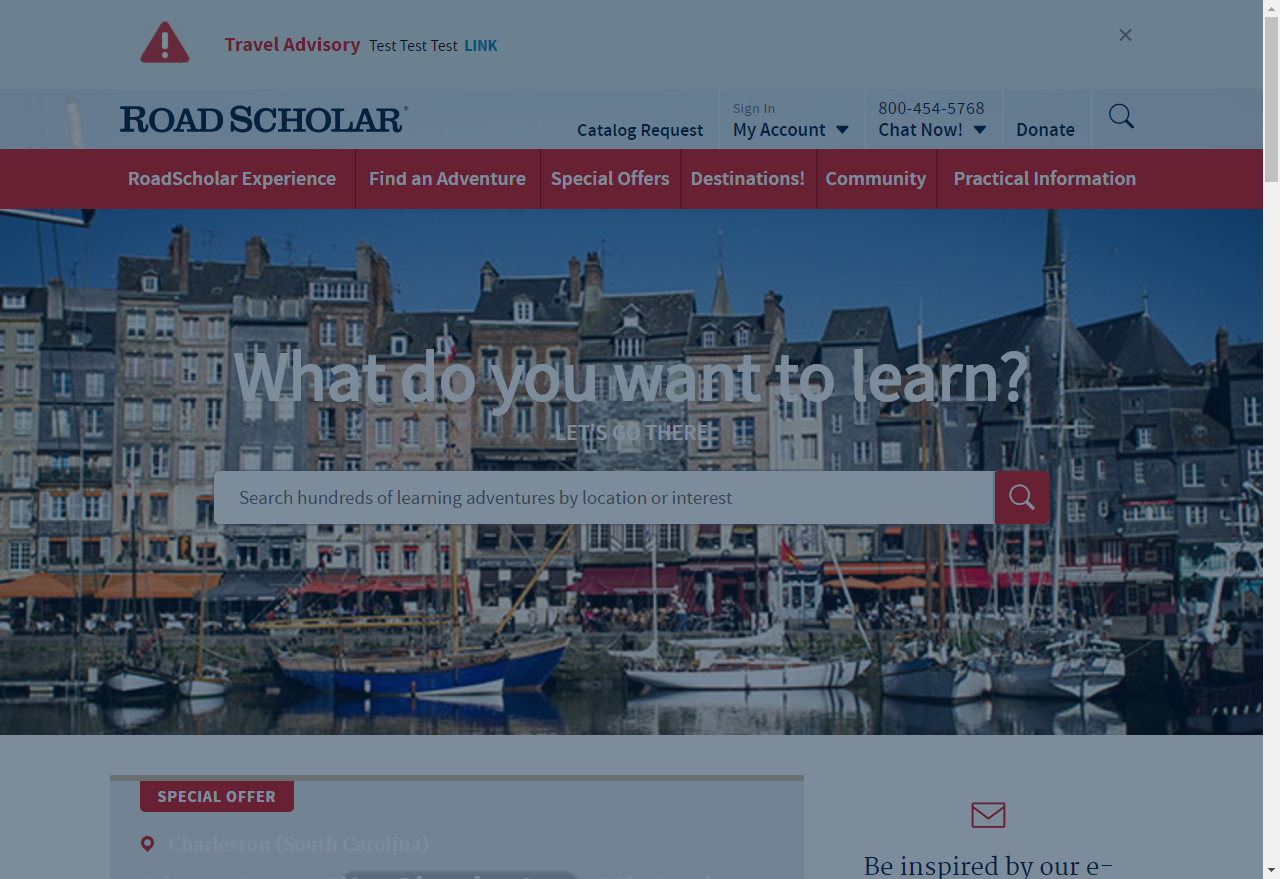 Travel Advisory Test Test Test LINK
ROAD SCHOLAR®
Catalog Request
Sign In
My Account
800-454-5768
Chat Now!
Donate
RoadScholar Experience
Find an Adventure
Special Offers
Destinations!
Community
Practical Information
What do you want to learn?
LET'S GO THERE
Search hundreds of learning adventures by location or interest
SPECIAL OFFER
Charleston (South Carolina)
Be inspired by our e-